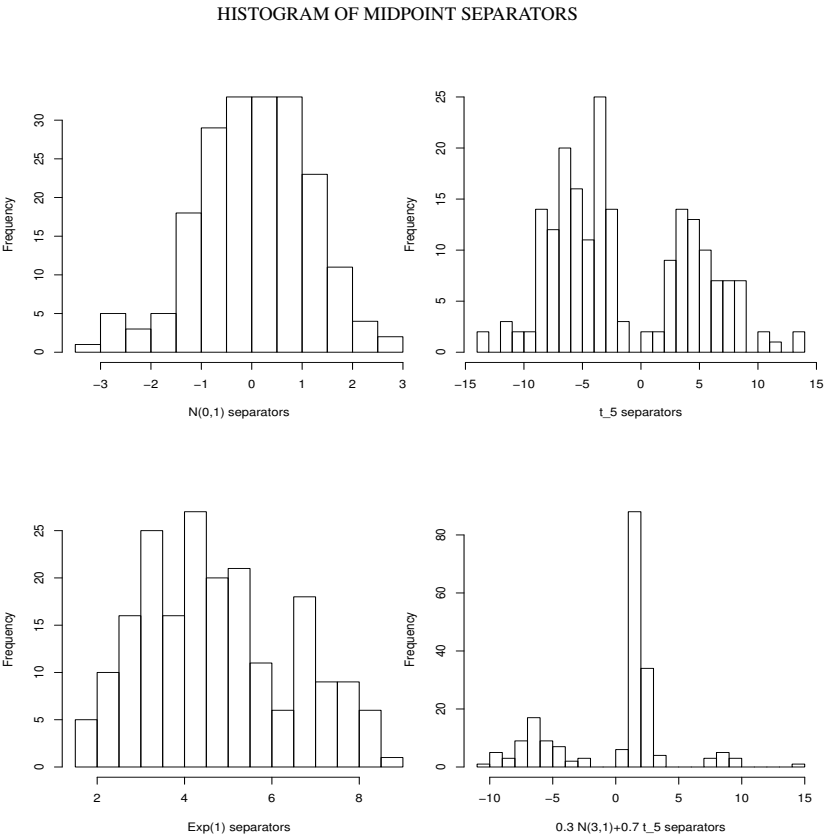 HISTOGRAM OF MIDPOINT SEPARATORS
Frequency
0 5 10 15 20 25 30
−3 −2 −1 0 1 2 3
N(0,1) separators
Frequency
0 5 10 15 20 25
−15 −10 −5 0 5 10 15
t_5 separators
Frequency
0 5 10 15 20 25
2 4 6 8
Exp(1) separators
Frequency
0 20 40 60 80
−10 −5 0 5 10 15
0.3 N(3,1)+0.7 t_5 separators